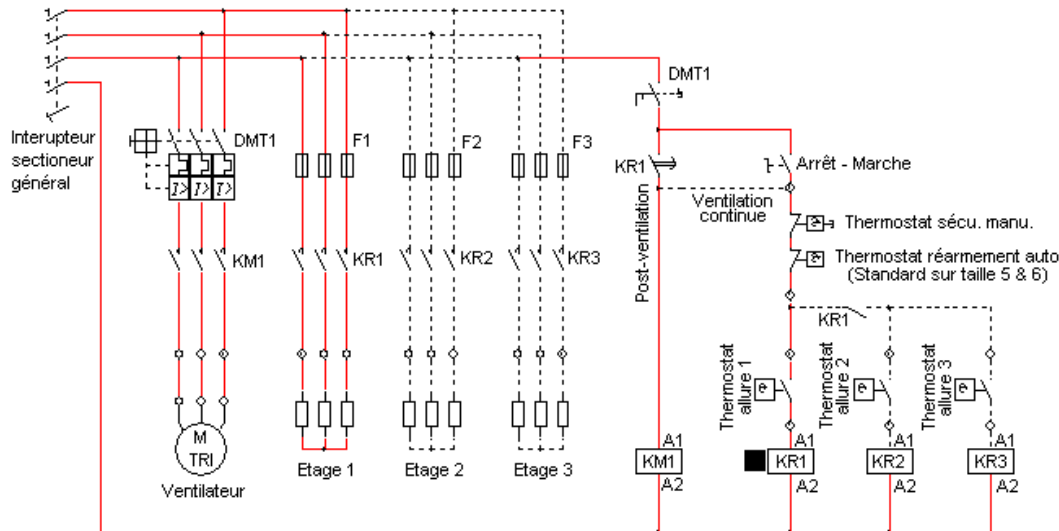 DMT1
Interupteur
sectioneur
général
DMT1
F1
F2
F3
KR1
Arrêt - Marche
I> I> I>
Ventilation
continue
Post-ventilation
Thermostat sécu. manu.
Thermostat réarmement auto
(Standard sur taille 5 & 6)
KM1
KR1
KR2
KR3
KR1
Thermostat
allure 1
Thermostat
allure 2
Thermostat
allure 3
M
TRI
Ventilateur
Etage 1
Etage 2
Etage 3
A1
A1
A1
A1
KM1
KR1
KR2
KR3
A2
A2
A2
A2